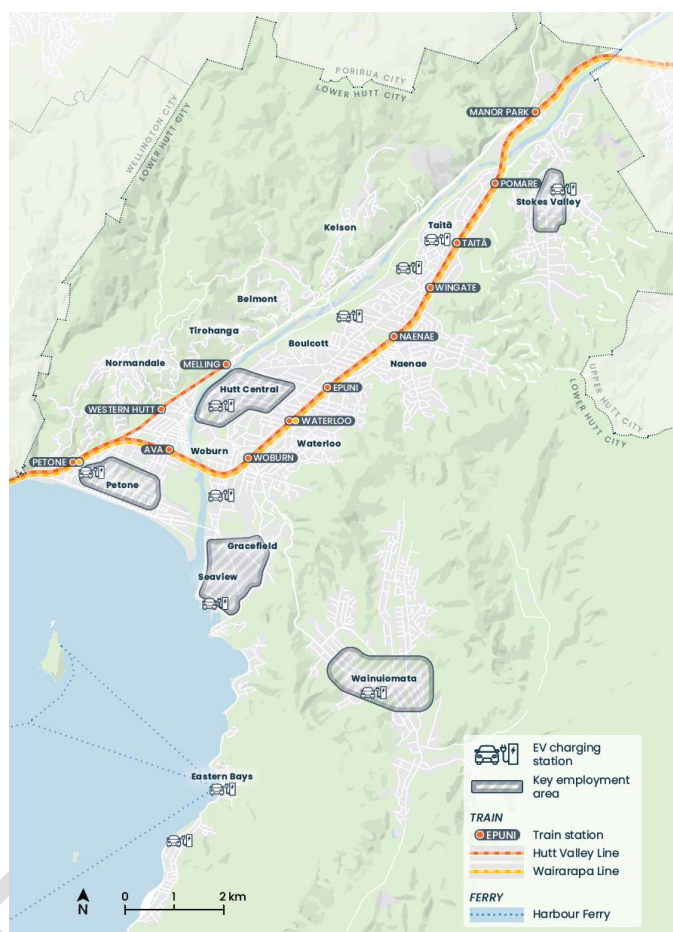 PORIRUA CITY
LOWER HUTT CITY
WELLINGTON CITY
LOWER HUTT CITY
MANOR PARK
POMARE
Stokes Valley
Taitā
Kelson
TAITĀ
WINGATE
Belmont
Tirohanga
Boulcott
NAENAE
Normandale
MELLING
Naenae
UPPER HUTT CITY
LOWER HUTT CITY
Hutt Central
EPUNI
WESTERN HUTT
WATERLOO
Waterloo
AVA
Woburn
WOBURN
PETONE
Petone
Gracefield
Seaview
Wainuiomata
Eastern Bays
EV charging
station
Key employment
area
TRAIN
EPUNI
Train station
Hutt Valley Line
Wairarapa Line
FERRY
Harbour Ferry
N
0 1 2 km